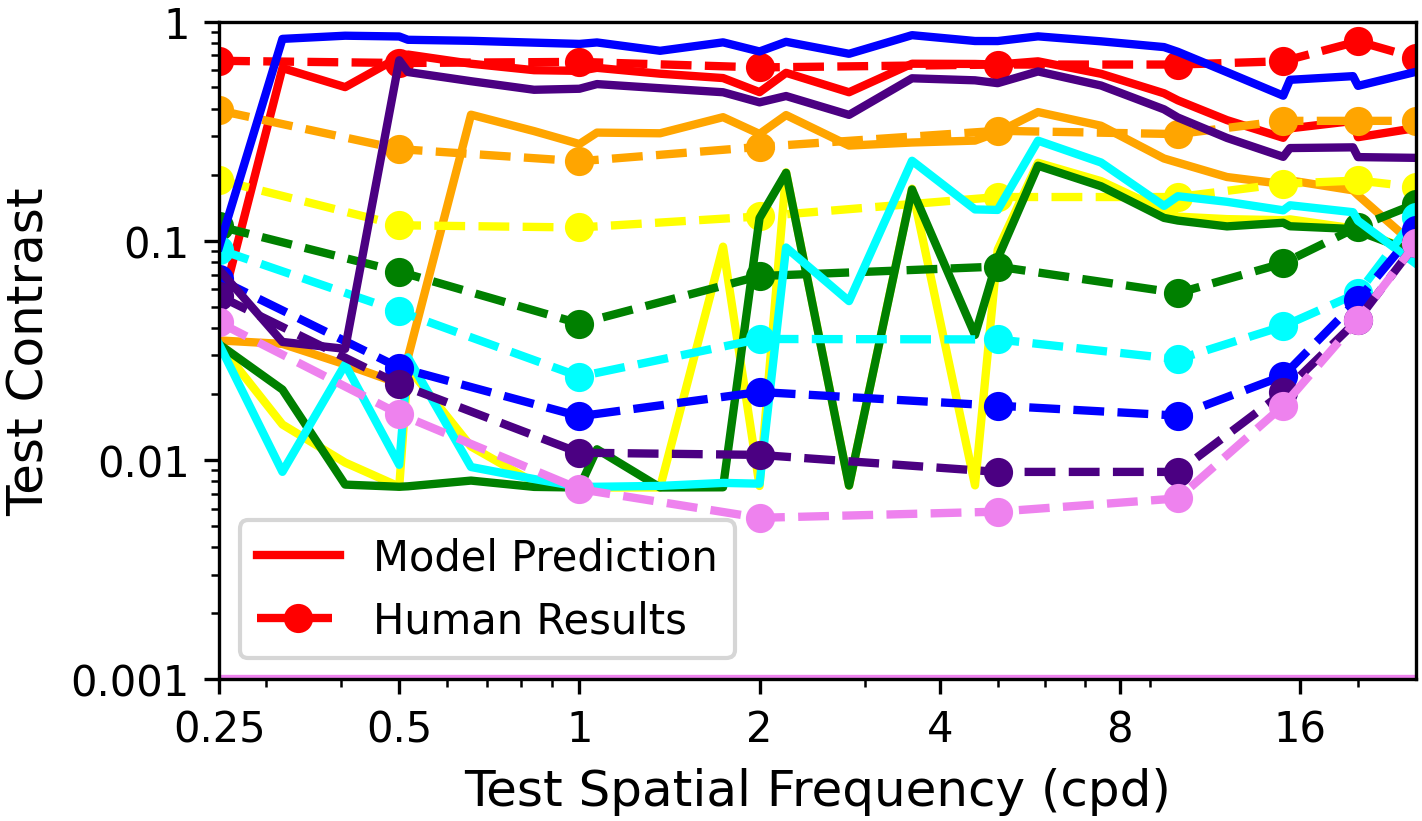 1
0.1
0.01
0.001
Test Contrast
Model Prediction
Human Results
0.25 0.5 1 2 4 8 16
Test Spatial Frequency (cpd)